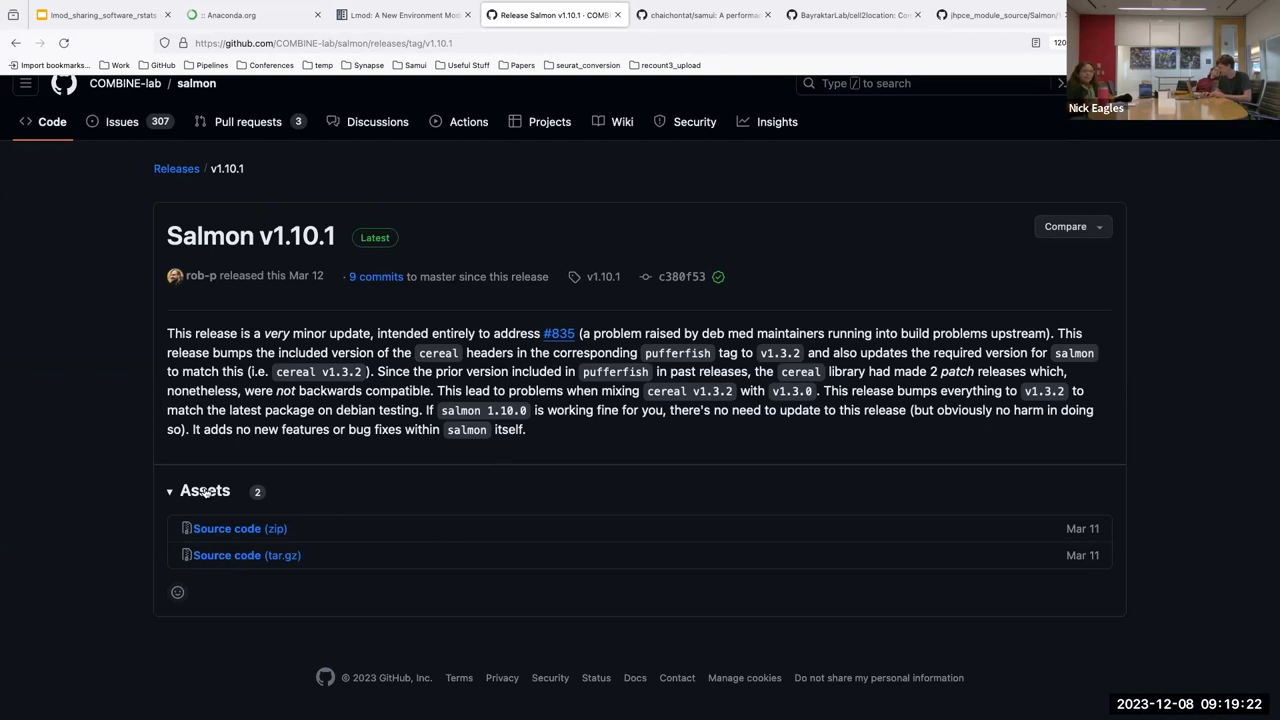 lmod_sharing_software_rstats
:: Anaconda.org
Lmod: A New Environment Mod
Release Salmon v1.10.1 · COMB
chaichontat/samui: A performa
BayraktarLab/cell2location: Co
jhpce_module_source/Salmon/1
https://github.com/COMBINE-lab/salmon/releases/tag/v1.10.1
120
Import bookmarks...
Work
GitHub
Pipelines
Conferences
temp
Synapse
Samui
Useful Stuff
Papers
seurat_conversion
recount3_upload
Nick Eagles
COMBINE-lab / salmon
Type / to search
Code
Issues 307
Pull requests 3
Discussions
Actions
Projects
Wiki
Security
Insights
Releases / v1.10.1
Salmon v1.10.1 Latest
Compare
rob-p released this Mar 12 · 9 commits to master since this release v1.10.1 c380f53
This release is a very minor update, intended entirely to address #835 (a problem raised by deb med maintainers running into build problems upstream). This
release bumps the included version of the cereal headers in the corresponding pufferfish tag to v1.3.2 and also updates the required version for salmon
to match this (i.e. cereal v1.3.2 ). Since the prior version included in pufferfish in past releases, the cereal library had made 2 patch releases which,
nonetheless, were not backwards compatible. This lead to problems when mixing cereal v1.3.2 with v1.3.0 . This release bumps everything to v1.3.2 to
match the latest package on debian testing. If salmon 1.10.0 is working fine for you, there's no need to update to this release (but obviously no harm in doing
so). It adds no new features or bug fixes within salmon itself.
Assets 2
Source code (zip) Mar 11
Source code (tar.gz) Mar 11
© 2023 GitHub, Inc. Terms Privacy Security Status Docs Contact Manage cookies Do not share my personal information
2023-12-08 09:19:22